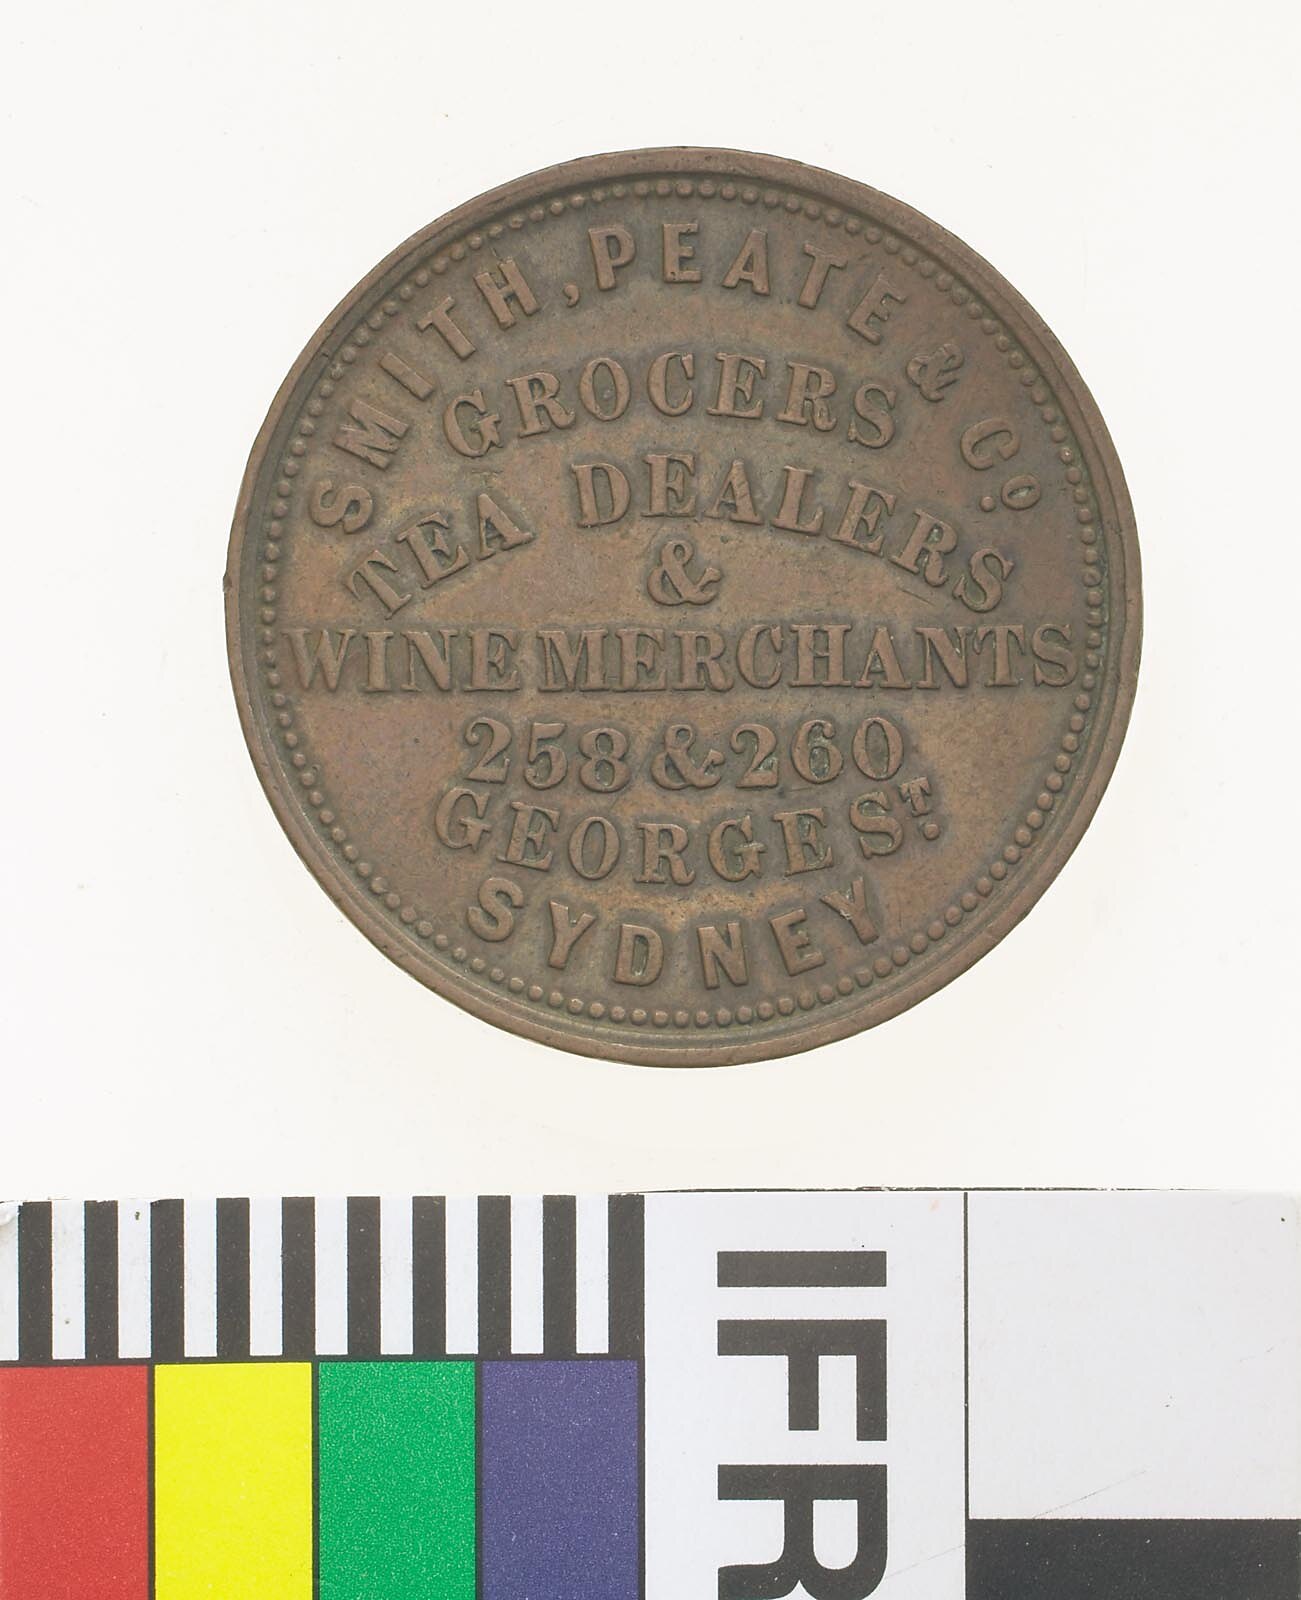 SMITH, PEATE & Co.
GROCERS
TEA DEALERS
&
WINE MERCHANTS
258 & 260
GEORGE ST.
SYDNEY
IFR